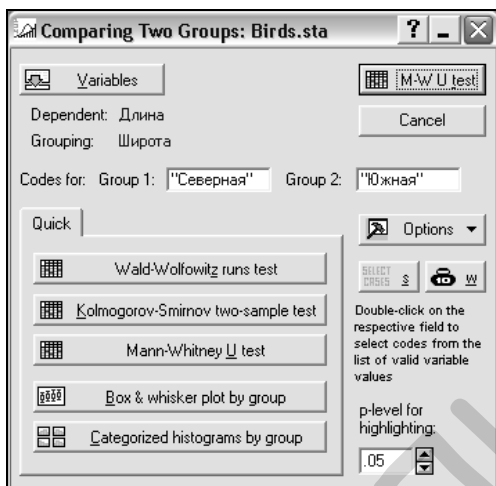 Comparing Two Groups: Birds.sta
Variables
M-W U test
Dependent: Длина
Cancel
Grouping: Широта
Codes for: Group 1: "Северная" Group 2: "Южная"
Quick
Options
Wald-Wolfowitz runs test
SELECT CASES S W
Kolmogorov-Smirnov two-sample test
Mann-Whitney U test
Box & whisker plot by group
Categorized histograms by group
Double-click on the
respective field to
select codes from the
list of valid variable
values
p-level for
highlighting:
.05